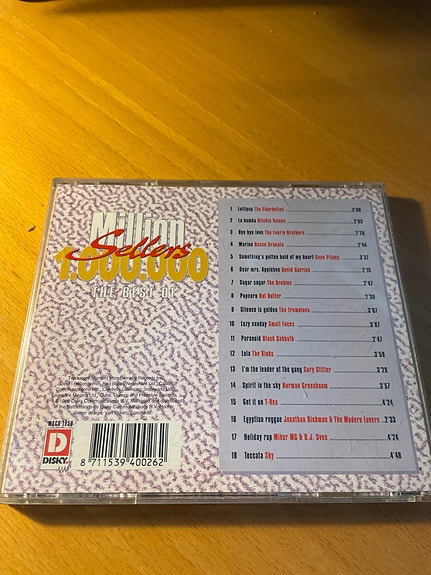 Million
Sellers
1.000.000
THE BEST OF
1 Lollipop The Chordettes 2'08
2 La bamba Ritchie Valens 2'05
3 Bye bye love The Everly Brothers
4 Marina Rocco Granata 2'44
5 Something's gotten hold of my heart Gene Pitney 3'37
6 Dear mrs. Applebee David Garrick 2'15
7 Sugar sugar The Archies 2'47
8 Popcorn Hot Butter 2'30
9 Silence is golden The Tremeloes 3'07
10 Lazy sunday Small Faces 3'02
11 Paranoid Black Sabbath 2'47
12 Lola The Kinks 3'59
13 I'm the leader of the gang Gary Glitter 3'29
14 Spirit in the sky Norman Greenbaum 3'57
15 Get it on T-Rex 4'24
16 Egyptian reggae Jonathan Richman & The Modern Lovers 2'33
17 Holiday rap Miker MG & D.J. Sven 4'24
18 Toccata Sky 4'48
D
DISKY
8 711539 400262